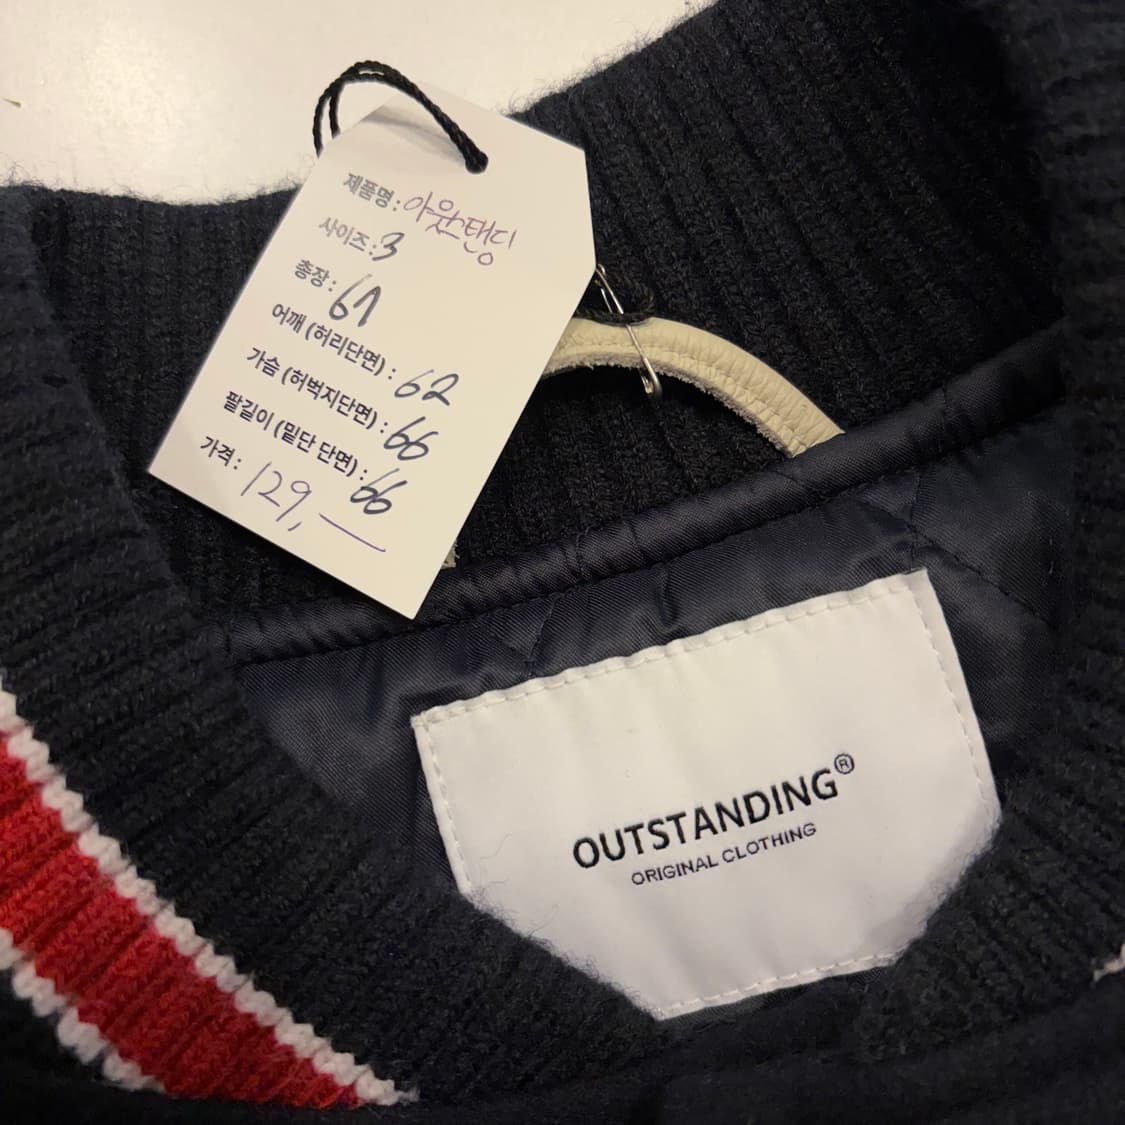 제품명: 아웃스탠딩
사이즈: 3
총장: 61
어깨 (허리단면) : 62
가슴 (허벅지단면) : 66
팔길이 (밑단 단면) : 66
가격: 129,—
OUTSTANDING®
ORIGINAL CLOTHING